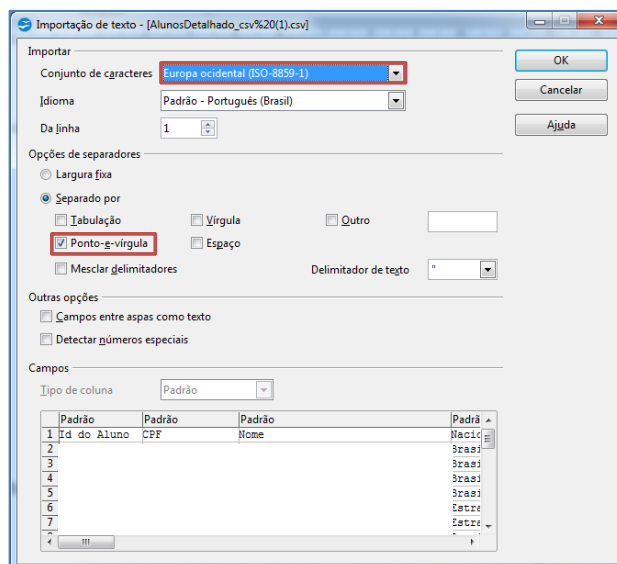 Importação de texto - [AlunosDetalhado_csv%20(1).csv]
Importar
OK
Conjunto de caracteres Europa ocidental (ISO-8859-1)
Cancelar
Idioma Padrão - Português (Brasil)
Da linha 1
Ajuda
Opções de separadores
Largura fixa
Separado por
Tabulação Vírgula Outro
Ponto-e-vírgula Espaço
Mesclar delimitadores Delimitador de texto "
Outras opções
Campos entre aspas como texto
Detectar números especiais
Campos
Tipo de coluna Padrão
Padrão Padrão Padrão Padrã
1 Id do Aluno CPF Nome Nacio
2 Brasi
3 Brasi
4 Brasi
5 Brasi
6 Estra
7 Estra